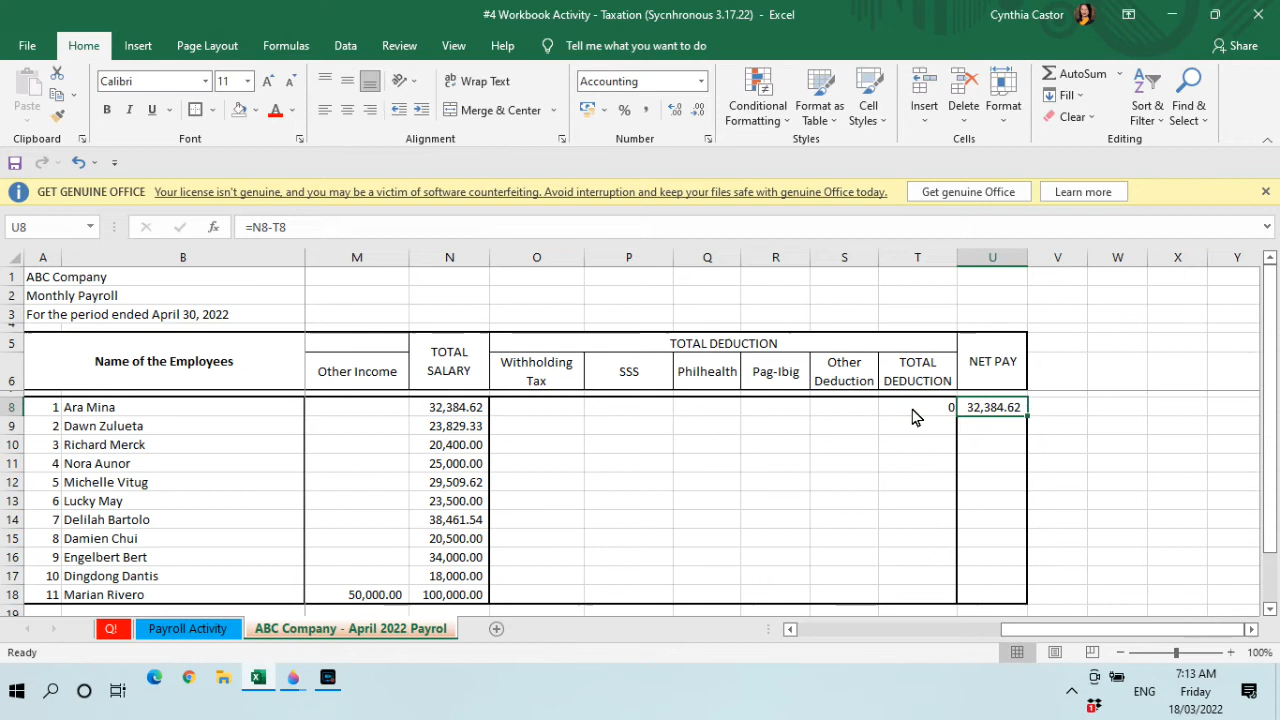 #4 Workbook Activity - Taxation (Sycnhronous 3.17.22) - Excel
Cynthia Castor
File Home Insert Page Layout Formulas Data Review View Help Tell me what you want to do Share
Paste
Calibri 11
Wrap Text
Accounting
Conditional Formatting
Format as Table
Cell Styles
Insert Delete Format
AutoSum
Fill
Clear
Sort & Filter
Find & Select
B I U
Merge & Center
Clipboard Font Alignment Number Styles Cells Editing
GET GENUINE OFFICE Your license isn't genuine, and you may be a victim of software counterfeiting. Avoid interruption and keep your files safe with genuine Office today. Get genuine Office Learn more
U8 fx =N8-T8
A B M N O P Q R S T U V W X Y
1 ABC Company
2 Monthly Payroll
3 For the period ended April 30, 2022
4
5 Name of the Employees TOTAL SALARY TOTAL DEDUCTION NET PAY
6 Other Income Withholding Tax SSS Philhealth Pag-Ibig Other Deduction TOTAL DEDUCTION
8 1 Ara Mina 32,384.62 0 32,384.62
9 2 Dawn Zulueta 23,829.33
10 3 Richard Merck 20,400.00
11 4 Nora Aunor 25,000.00
12 5 Michelle Vitug 29,509.62
13 6 Lucky May 23,500.00
14 7 Delilah Bartolo 38,461.54
15 8 Damien Chui 20,500.00
16 9 Engelbert Bert 34,000.00
17 10 Dingdong Dantis 18,000.00
18 11 Marian Rivero 50,000.00 100,000.00
19
Q! Payroll Activity ABC Company - April 2022 Payrol
Ready 100%
7:13 AM
ENG Friday
18/03/2022